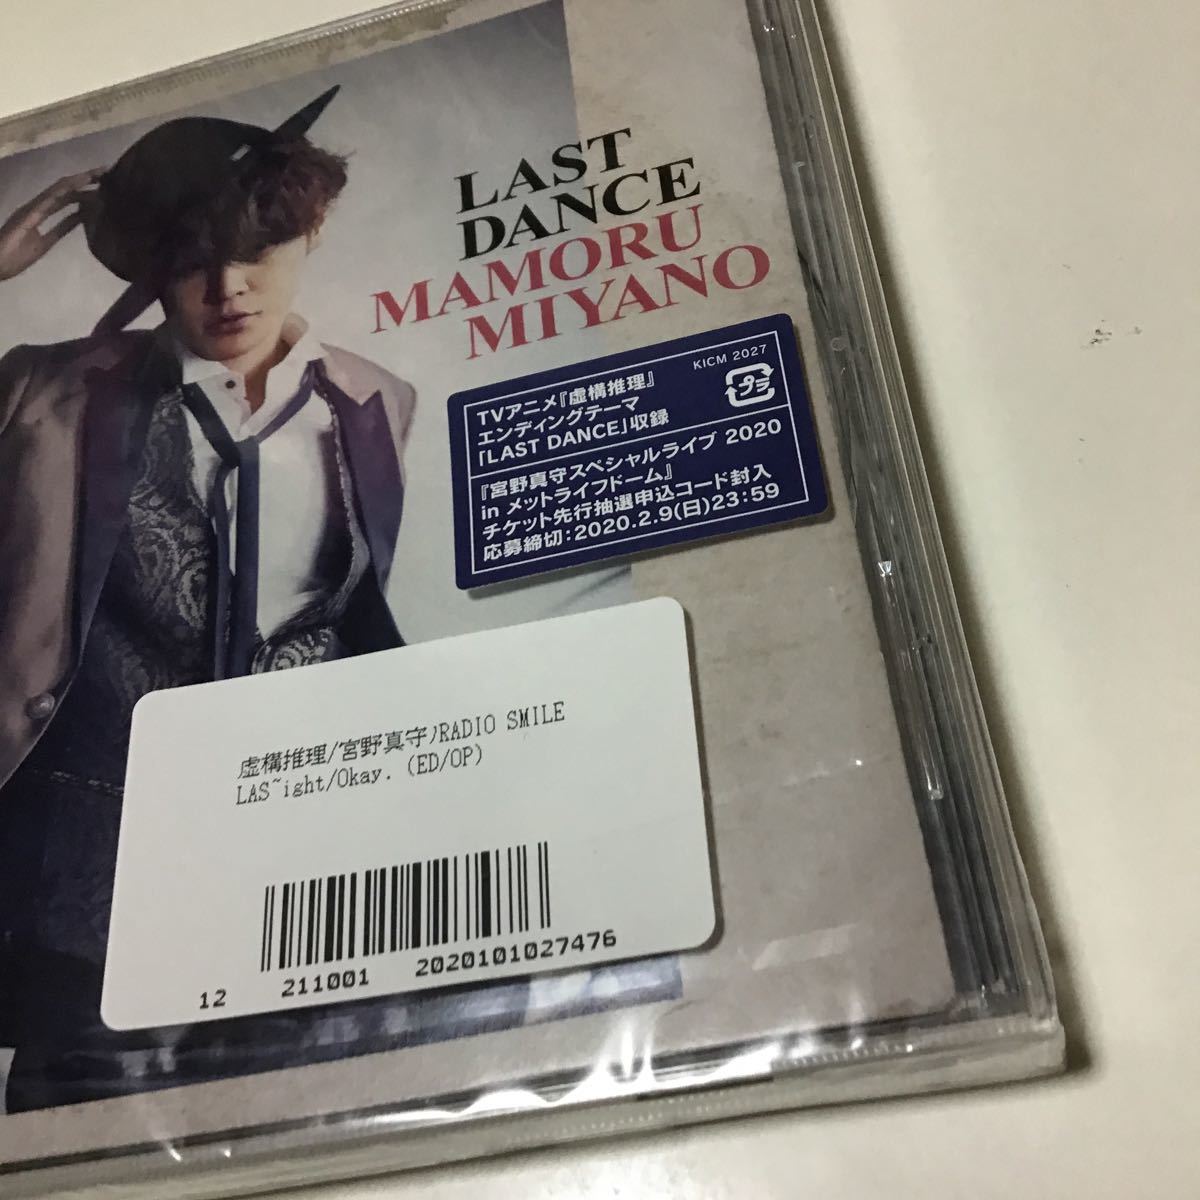 LAST
DANCE
MAMORU
MIYANO
KICM 2027
プラ
TVアニメ『虚構推理』
エンディングテーマ
「LAST DANCE」収録
『宮野真守スペシャルライブ 2020
in メットライフドーム』
チケット先行抽選申込コード封入
応募締切:2020.2.9(日)23:59
虚構推理/宮野真守/RADIO SMILE
LAS~ight/Okay. (ED/OP)
12 211001 2020101027476